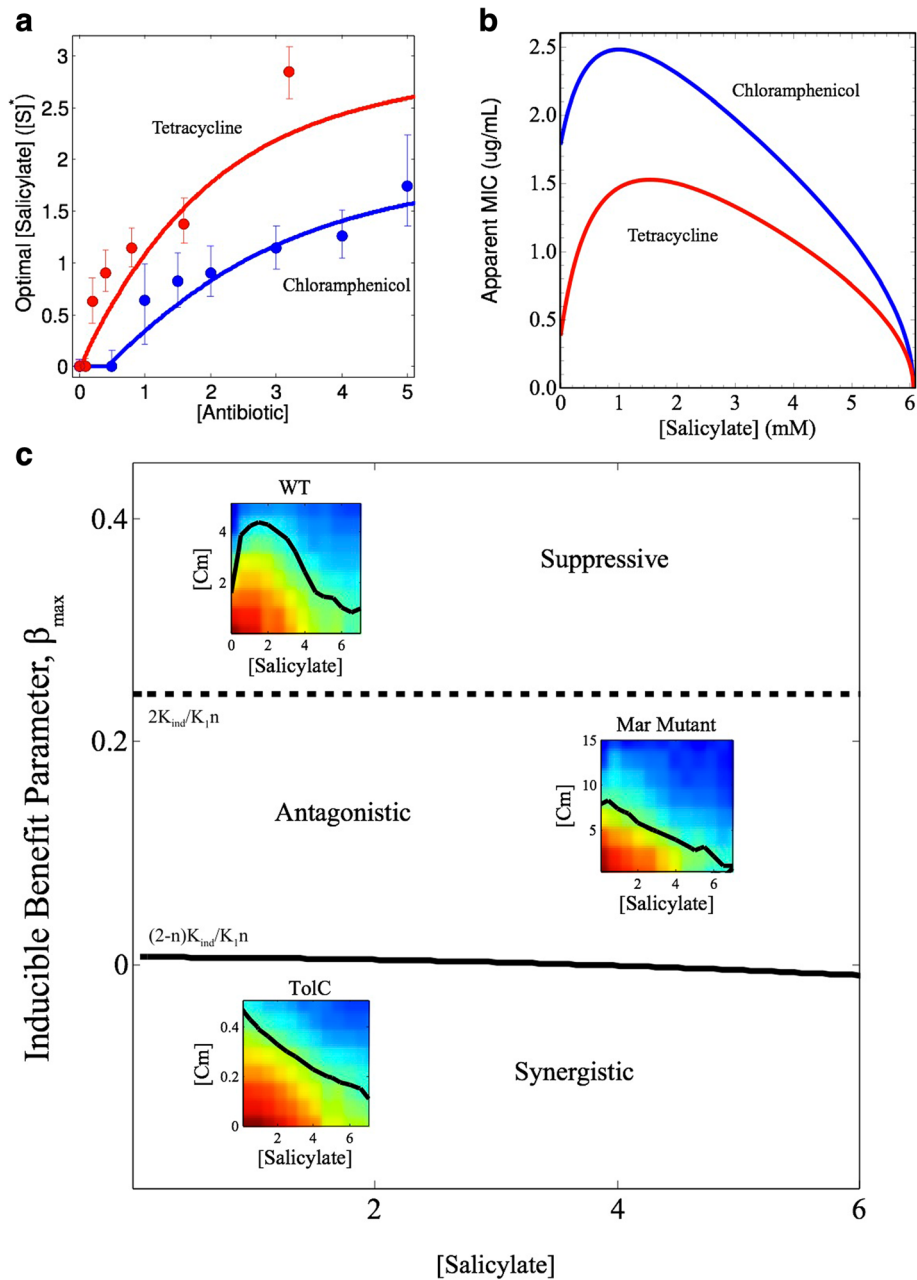 a
Optimal [Salicylate] ([S]*)
3
2.5
2
1.5
1
0.5
0
Tetracycline
Chloramphenicol
0 1 2 3 4 5
[Antibiotic]
b
Apparent MIC (ug/mL)
2.5
2.0
1.5
1.0
0.5
0.0
Chloramphenicol
Tetracycline
0 1 2 3 4 5 6
[Salicylate] (mM)
c
Inducible Benefit Parameter, βmax
0.4
0.2
0
WT
[Cm]
4
2
0 2 4 6
[Salicylate]
Suppressive
2Kind/K1n
Mar Mutant
[Cm]
15
10
5
2 4 6
[Salicylate]
Antagonistic
(2-n)Kind/K1n
TolC
[Cm]
0.4
0.2
0
2 4 6
[Salicylate]
Synergistic
2 4 6
[Salicylate]